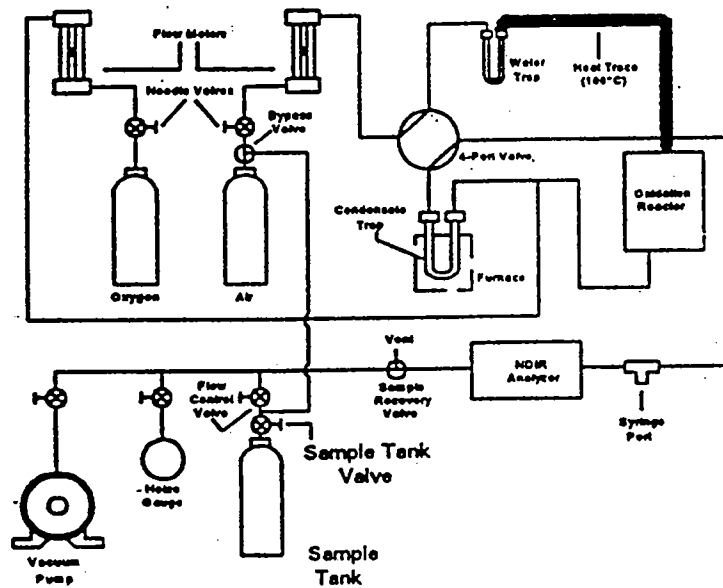 Flow Meters
Needle Valves
Bypass
Valve
Water
Trap
Heat Trace
(100°C)
4-Port Valve
Oxidation
Reactor
Condensate
Trap
Furnace
Oxygen
Air
Vent
NDIR
Analyzer
Sample
Recovery
Valve
Syringe
Port
Flow
Control
Valve
Sample Tank
Valve
Gauge
Vacuum
Pump
Sample
Tank